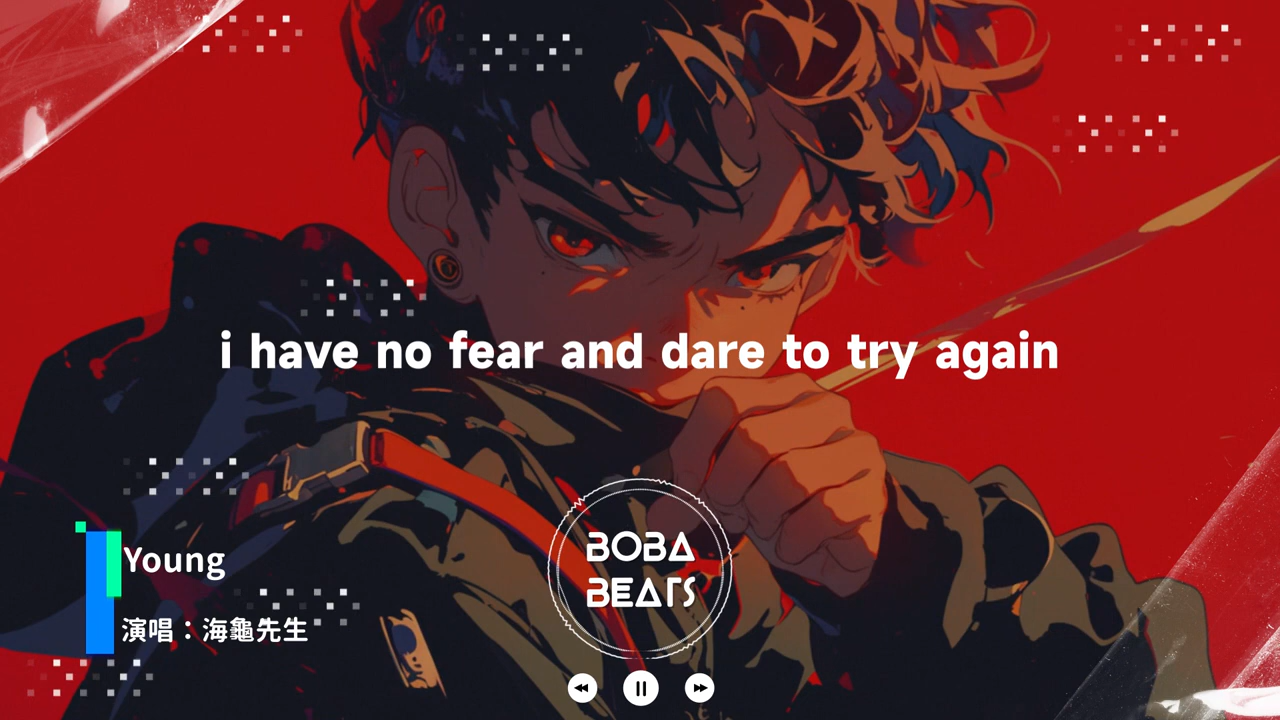 i have no fear and dare to try again
Young
演唱：海龜先生
BOBA
BEATS